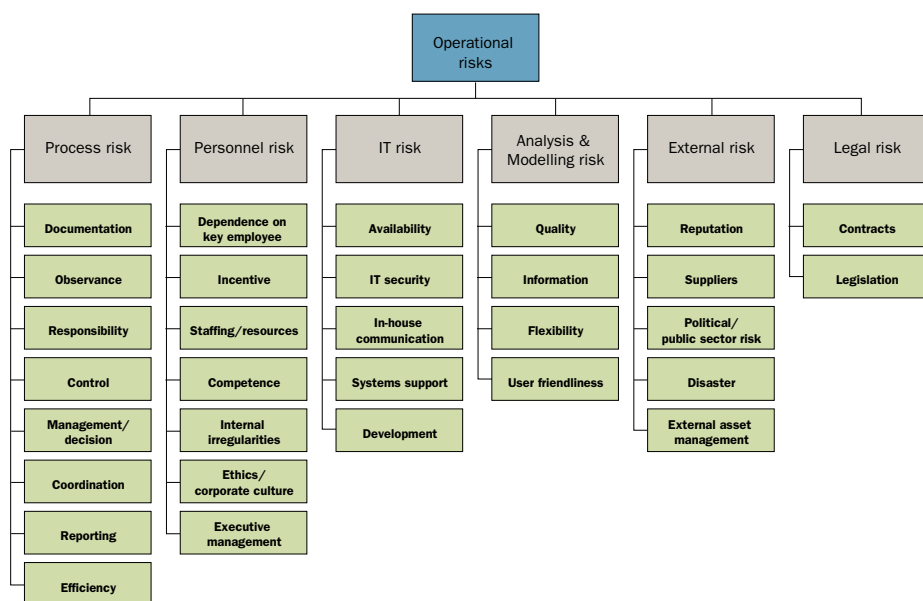 Operational
risks
Process risk
Personnel risk
IT risk
Analysis &
Modelling risk
External risk
Legal risk
Documentation
Observance
Responsibility
Control
Management/
decision
Coordination
Reporting
Efficiency
Dependence on
key employee
Incentive
Staffing/resources
Competence
Internal
irregularities
Ethics/
corporate culture
Executive
management
Availability
IT security
In-house
communication
Systems support
Development
Quality
Information
Flexibility
User friendliness
Reputation
Suppliers
Political/
public sector risk
Disaster
External asset
management
Contracts
Legislation